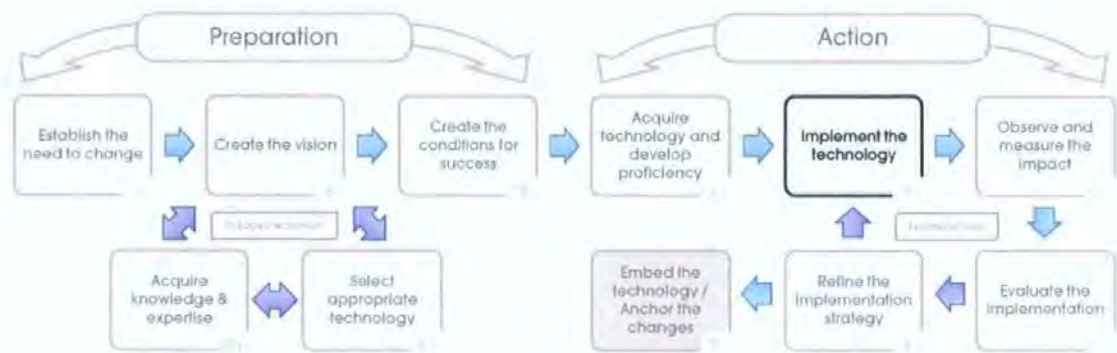 Preparation
Action
Establish the
need to change
Create the vision
Create the
conditions for
success
Acquire
technology and
develop
proficiency
Implement the
technology
Observe and
measure the
impact
Acquire
knowledge &
expertise
Select
appropriate
technology
Embed the
technology /
Anchor the
changes
Refine the
implementation
strategy
Evaluate the
implementation